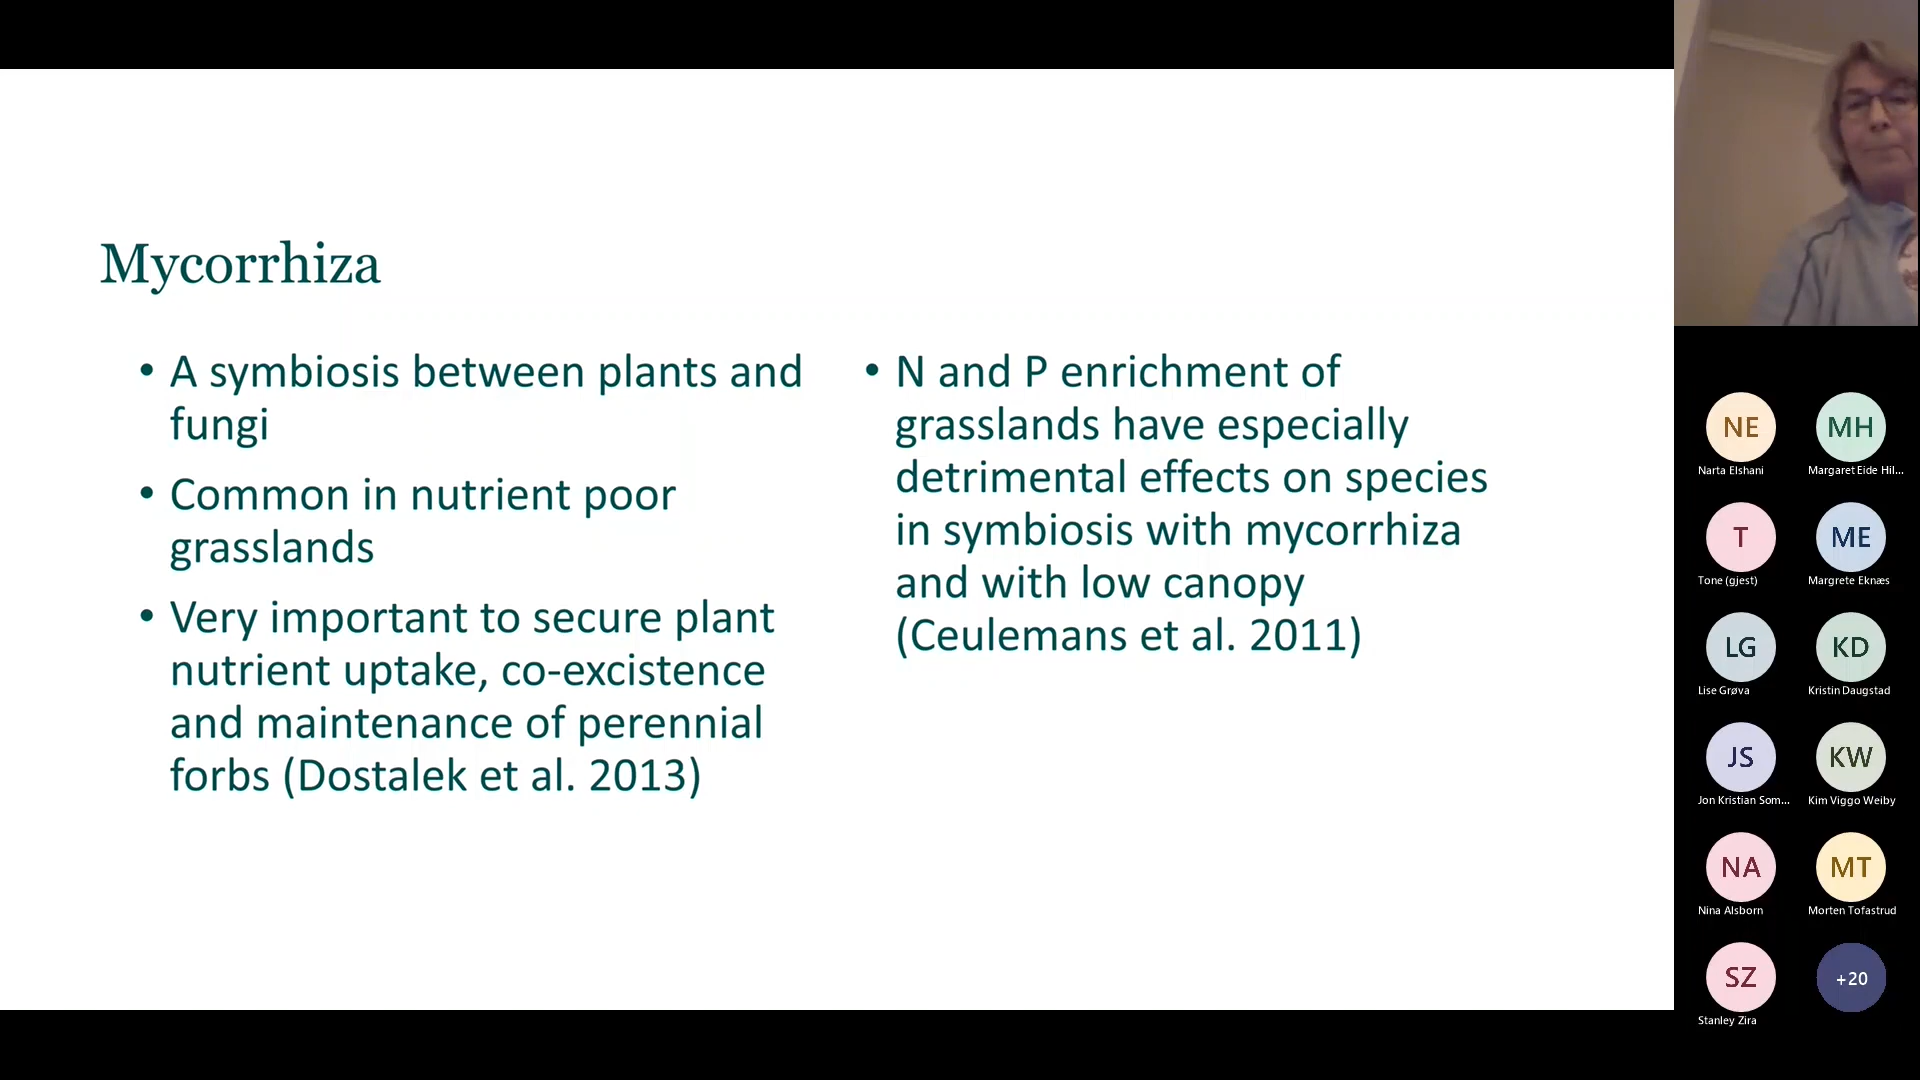 Mycorrhiza
• A symbiosis between plants and
fungi
• Common in nutrient poor
grasslands
• Very important to secure plant
nutrient uptake, co-excistence
and maintenance of perennial
forbs (Dostalek et al. 2013)
• N and P enrichment of
grasslands have especially
detrimental effects on species
in symbiosis with mycorrhiza
and with low canopy
(Ceulemans et al. 2011)
NE
Narta Elshani
MH
Margaret Eide Hil...
T
Tone (gjest)
ME
Margrete Eknæs
LG
Lise Grøva
KD
Kristin Daugstad
JS
Jon Kristian Som...
KW
Kim Viggo Weiby
NA
Nina Alsborn
MT
Morten Tofastrud
SZ
Stanley Zira
+20